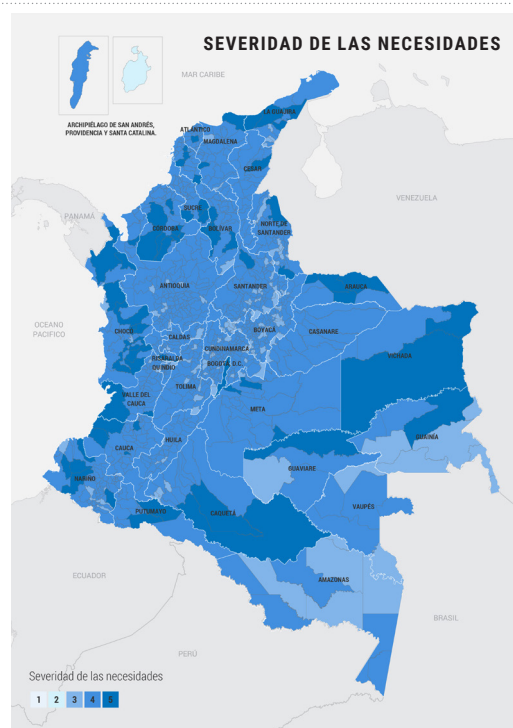 SEVERIDAD DE LAS NECESIDADES
MAR CARIBE
ARCHIPIÉLAGO DE SAN ANDRÉS,
PROVIDENCIA Y SANTA CATALINA.
LA GUAJIRA
ATLÁNTICO
MAGDALENA
CESAR
VENEZUELA
PANAMÁ
SUCRE
CÓRDOBA
BOLÍVAR
NORTE DE
SANTANDER
ANTIOQUIA
SANTANDER
ARAUCA
OCEANO
PACIFICO
CHOCÓ
BOYACÁ
CASANARE
CALDAS
CUNDINAMARCA
VICHADA
RISARALDA
BOGOTÁ, D.C.
QUINDIO
TOLIMA
VALLE DEL
CAUCA
META
GUAINÍA
CAUCA
HUILA
GUAVIARE
NARIÑO
VAUPÉS
PUTUMAYO
CAQUETÁ
ECUADOR
AMAZONAS
BRASIL
PERÚ
Severidad de las necesidades
1 2 3 4 5